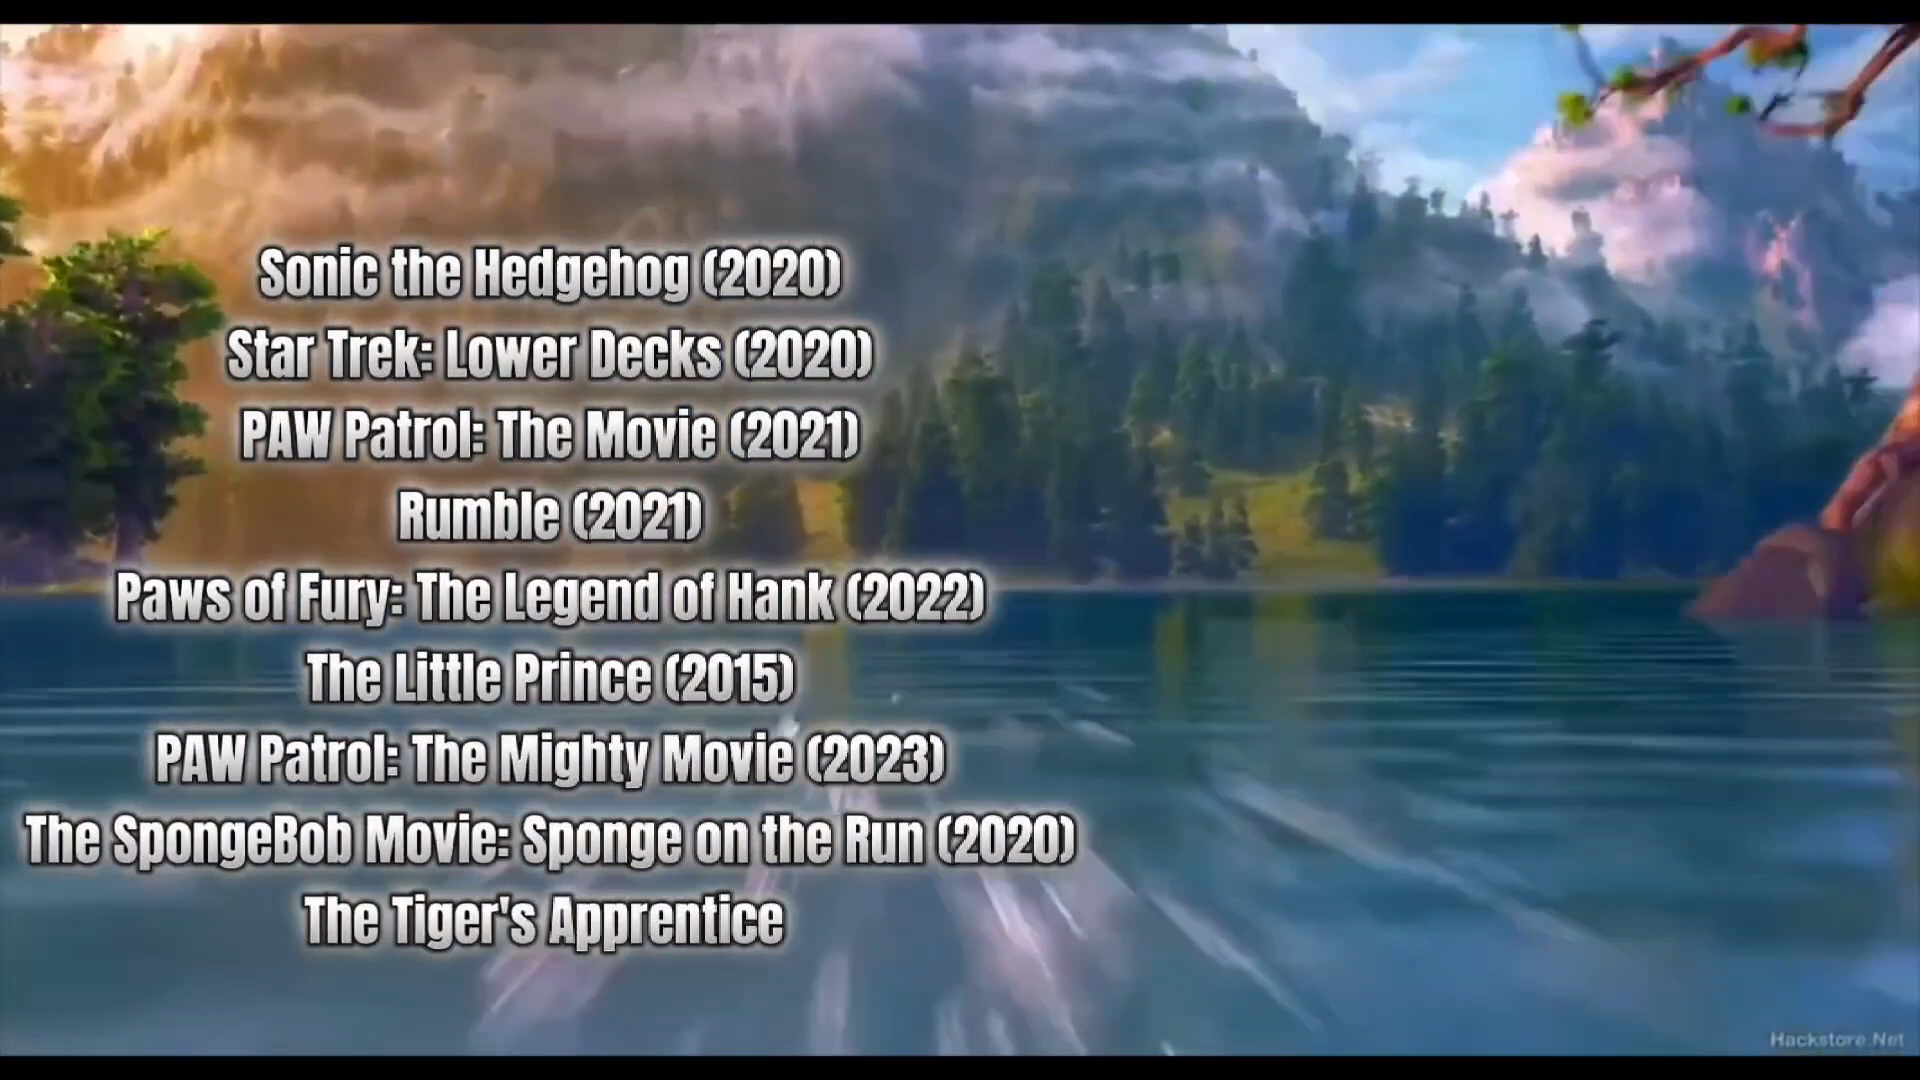 Sonic the Hedgehog (2020)
Star Trek: Lower Decks (2020)
PAW Patrol: The Movie (2021)
Rumble (2021)
Paws of Fury: The Legend of Hank (2022)
The Little Prince (2015)
PAW Patrol: The Mighty Movie (2023)
The SpongeBob Movie: Sponge on the Run (2020)
The Tiger's Apprentice
Hackstore.Net